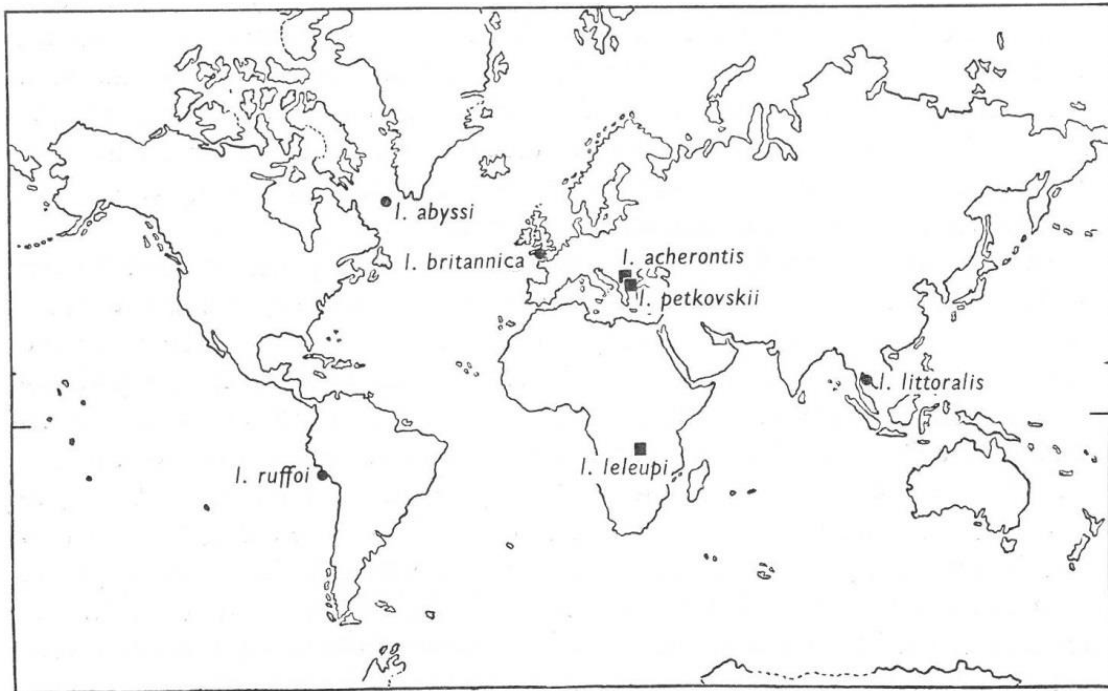 I. abyssi
I. britannica
I. acherontis
I. petkovskii
I. littoralis
I. leleupi
I. ruffoi